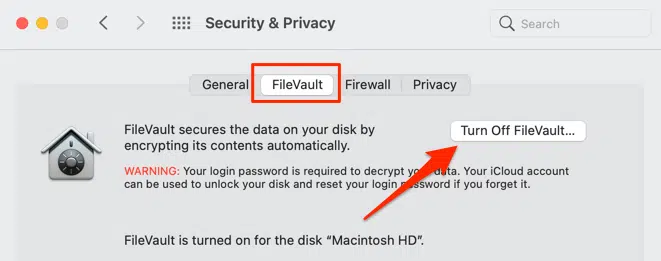 Security & Privacy
Search
General FileVault Firewall Privacy
FileVault secures the data on your disk by
encrypting its contents automatically.
Turn Off FileVault...
WARNING: Your login password is required to decrypt your data. Your iCloud account
can be used to unlock your disk and reset your login password if you forget it.
FileVault is turned on for the disk “Macintosh HD”.